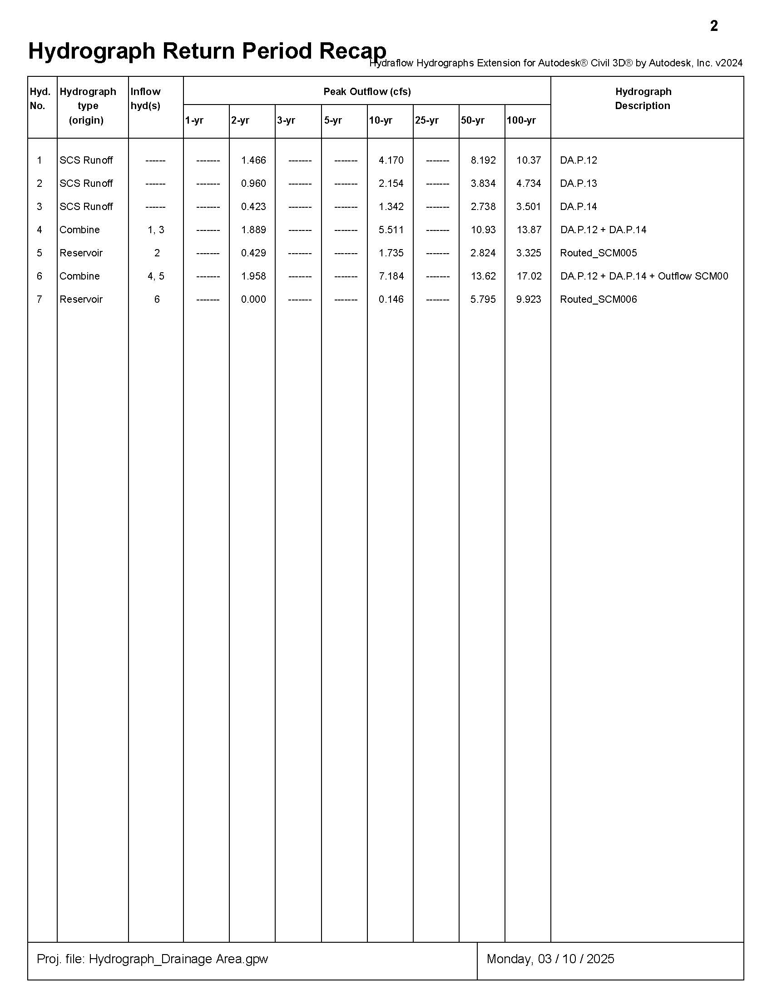 2
Hydrograph Return Period Recap
Hydraflow Hydrographs Extension for Autodesk® Civil 3D® by Autodesk, Inc. v2024
Hyd. No. Hydrograph type (origin) Inflow hyd(s) Peak Outflow (cfs) Hydrograph Description
1-yr 2-yr 3-yr 5-yr 10-yr 25-yr 50-yr 100-yr
1 SCS Runoff ------ ------- 1.466 ------- ------- 4.170 ------- 8.192 10.37 DA.P.12
2 SCS Runoff ------ ------- 0.960 ------- ------- 2.154 ------- 3.834 4.734 DA.P.13
3 SCS Runoff ------ ------- 0.423 ------- ------- 1.342 ------- 2.738 3.501 DA.P.14
4 Combine 1, 3 ------- 1.889 ------- ------- 5.511 ------- 10.93 13.87 DA.P.12 + DA.P.14
5 Reservoir 2 ------- 0.429 ------- ------- 1.735 ------- 2.824 3.325 Routed_SCM005
6 Combine 4, 5 ------- 1.958 ------- ------- 7.184 ------- 13.62 17.02 DA.P.12 + DA.P.14 + Outflow SCM00
7 Reservoir 6 ------- 0.000 ------- ------- 0.146 ------- 5.795 9.923 Routed_SCM006
Proj. file: Hydrograph_Drainage Area.gpw
Monday, 03 / 10 / 2025